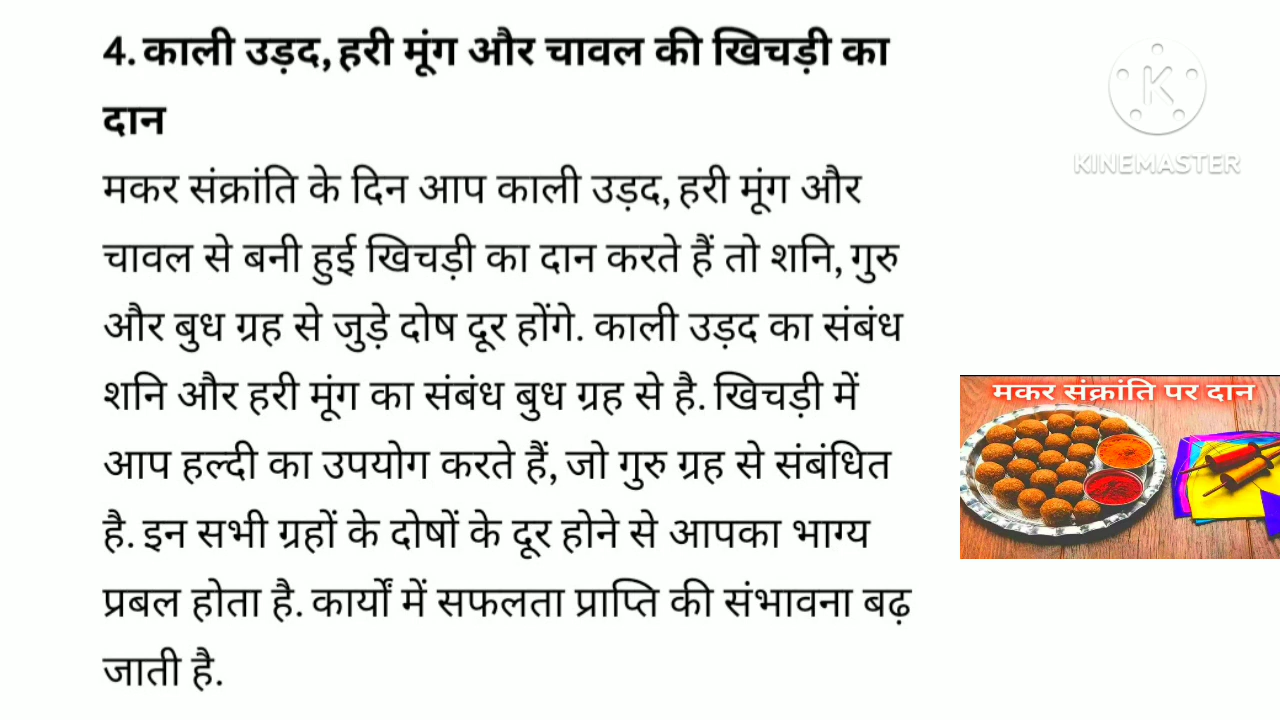 4. काली उड़द, हरी मूंग और चावल की खिचड़ी का
दान
मकर संक्रांति के दिन आप काली उड़द, हरी मूंग और
चावल से बनी हुई खिचड़ी का दान करते हैं तो शनि, गुरु
और बुध ग्रह से जुड़े दोष दूर होंगे. काली उड़द का संबंध
शनि और हरी मूंग का संबंध बुध ग्रह से है. खिचड़ी में
आप हल्दी का उपयोग करते हैं, जो गुरु ग्रह से संबंधित
है. इन सभी ग्रहों के दोषों के दूर होने से आपका भाग्य
प्रबल होता है. कार्यों में सफलता प्राप्ति की संभावना बढ़
जाती है.
K
KINEMASTER
मकर संक्रांति पर दान